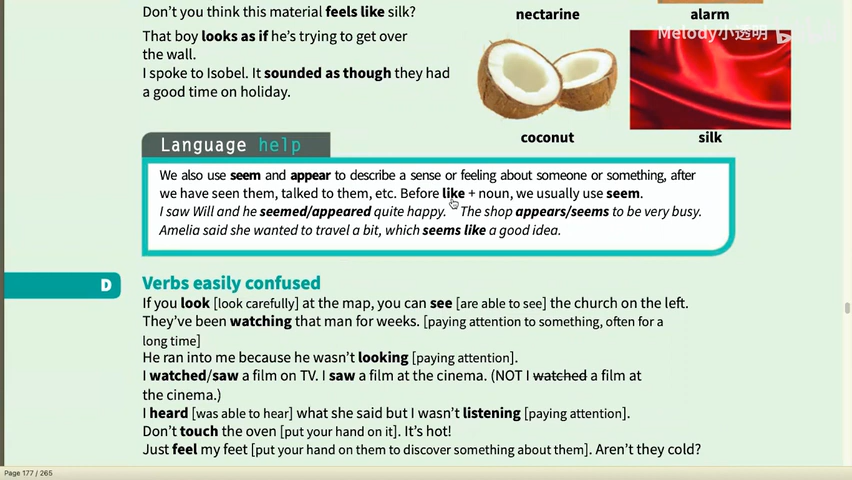 Don't you think this material feels like silk?
That boy looks as if he's trying to get over
the wall.
I spoke to Isobel. It sounded as though they had
a good time on holiday.
nectarine
alarm
Melody小透明
coconut
silk
Language help
We also use seem and appear to describe a sense or feeling about someone or something, after
we have seen them, talked to them, etc. Before like + noun, we usually use seem.
I saw Will and he seemed/appeared quite happy. The shop appears/seems to be very busy.
Amelia said she wanted to travel a bit, which seems like a good idea.
D
Verbs easily confused
If you look [look carefully] at the map, you can see [are able to see] the church on the left.
They've been watching that man for weeks. [paying attention to something, often for a
long time]
He ran into me because he wasn't looking [paying attention].
I watched/saw a film on TV. I saw a film at the cinema. (NOT I watched a film at
the cinema.)
I heard [was able to hear] what she said but I wasn't listening [paying attention].
Don't touch the oven [put your hand on it]. It's hot!
Just feel my feet [put your hand on them to discover something about them]. Aren't they cold?
Page 177 / 265